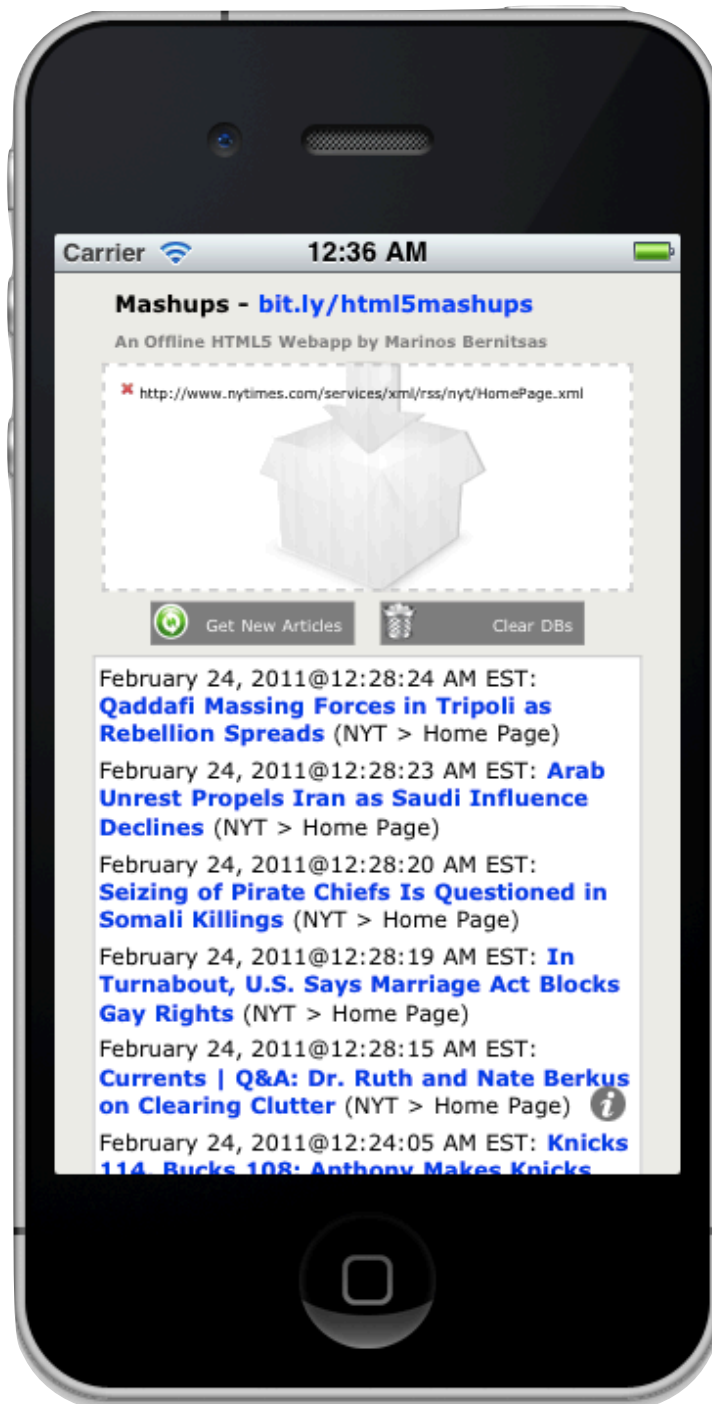 Carrier 12:36 AM
Mashups - bit.ly/html5mashups
An Offline HTML5 Webapp by Marinos Bernitsas
http://www.nytimes.com/services/xml/rss/nyt/HomePage.xml
Get New Articles Clear DBs
February 24, 2011@12:28:24 AM EST:
Qaddafi Massing Forces in Tripoli as
Rebellion Spreads (NYT > Home Page)
February 24, 2011@12:28:23 AM EST: Arab
Unrest Propels Iran as Saudi Influence
Declines (NYT > Home Page)
February 24, 2011@12:28:20 AM EST:
Seizing of Pirate Chiefs Is Questioned in
Somali Killings (NYT > Home Page)
February 24, 2011@12:28:19 AM EST: In
Turnabout, U.S. Says Marriage Act Blocks
Gay Rights (NYT > Home Page)
February 24, 2011@12:28:15 AM EST:
Currents | Q&A: Dr. Ruth and Nate Berkus
on Clearing Clutter (NYT > Home Page) i
February 24, 2011@12:24:05 AM EST: Knicks
114, Bucks 108: Anthony Makes Knicks